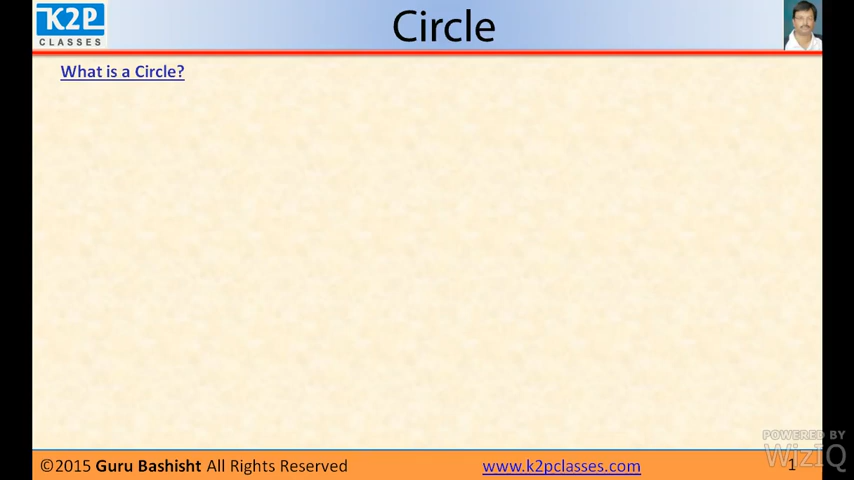 K2P
CLASSES
Circle
What is a Circle?
POWERED BY
WizIQ
©2015 Guru Bashisht All Rights Reserved
www.k2pclasses.com
1